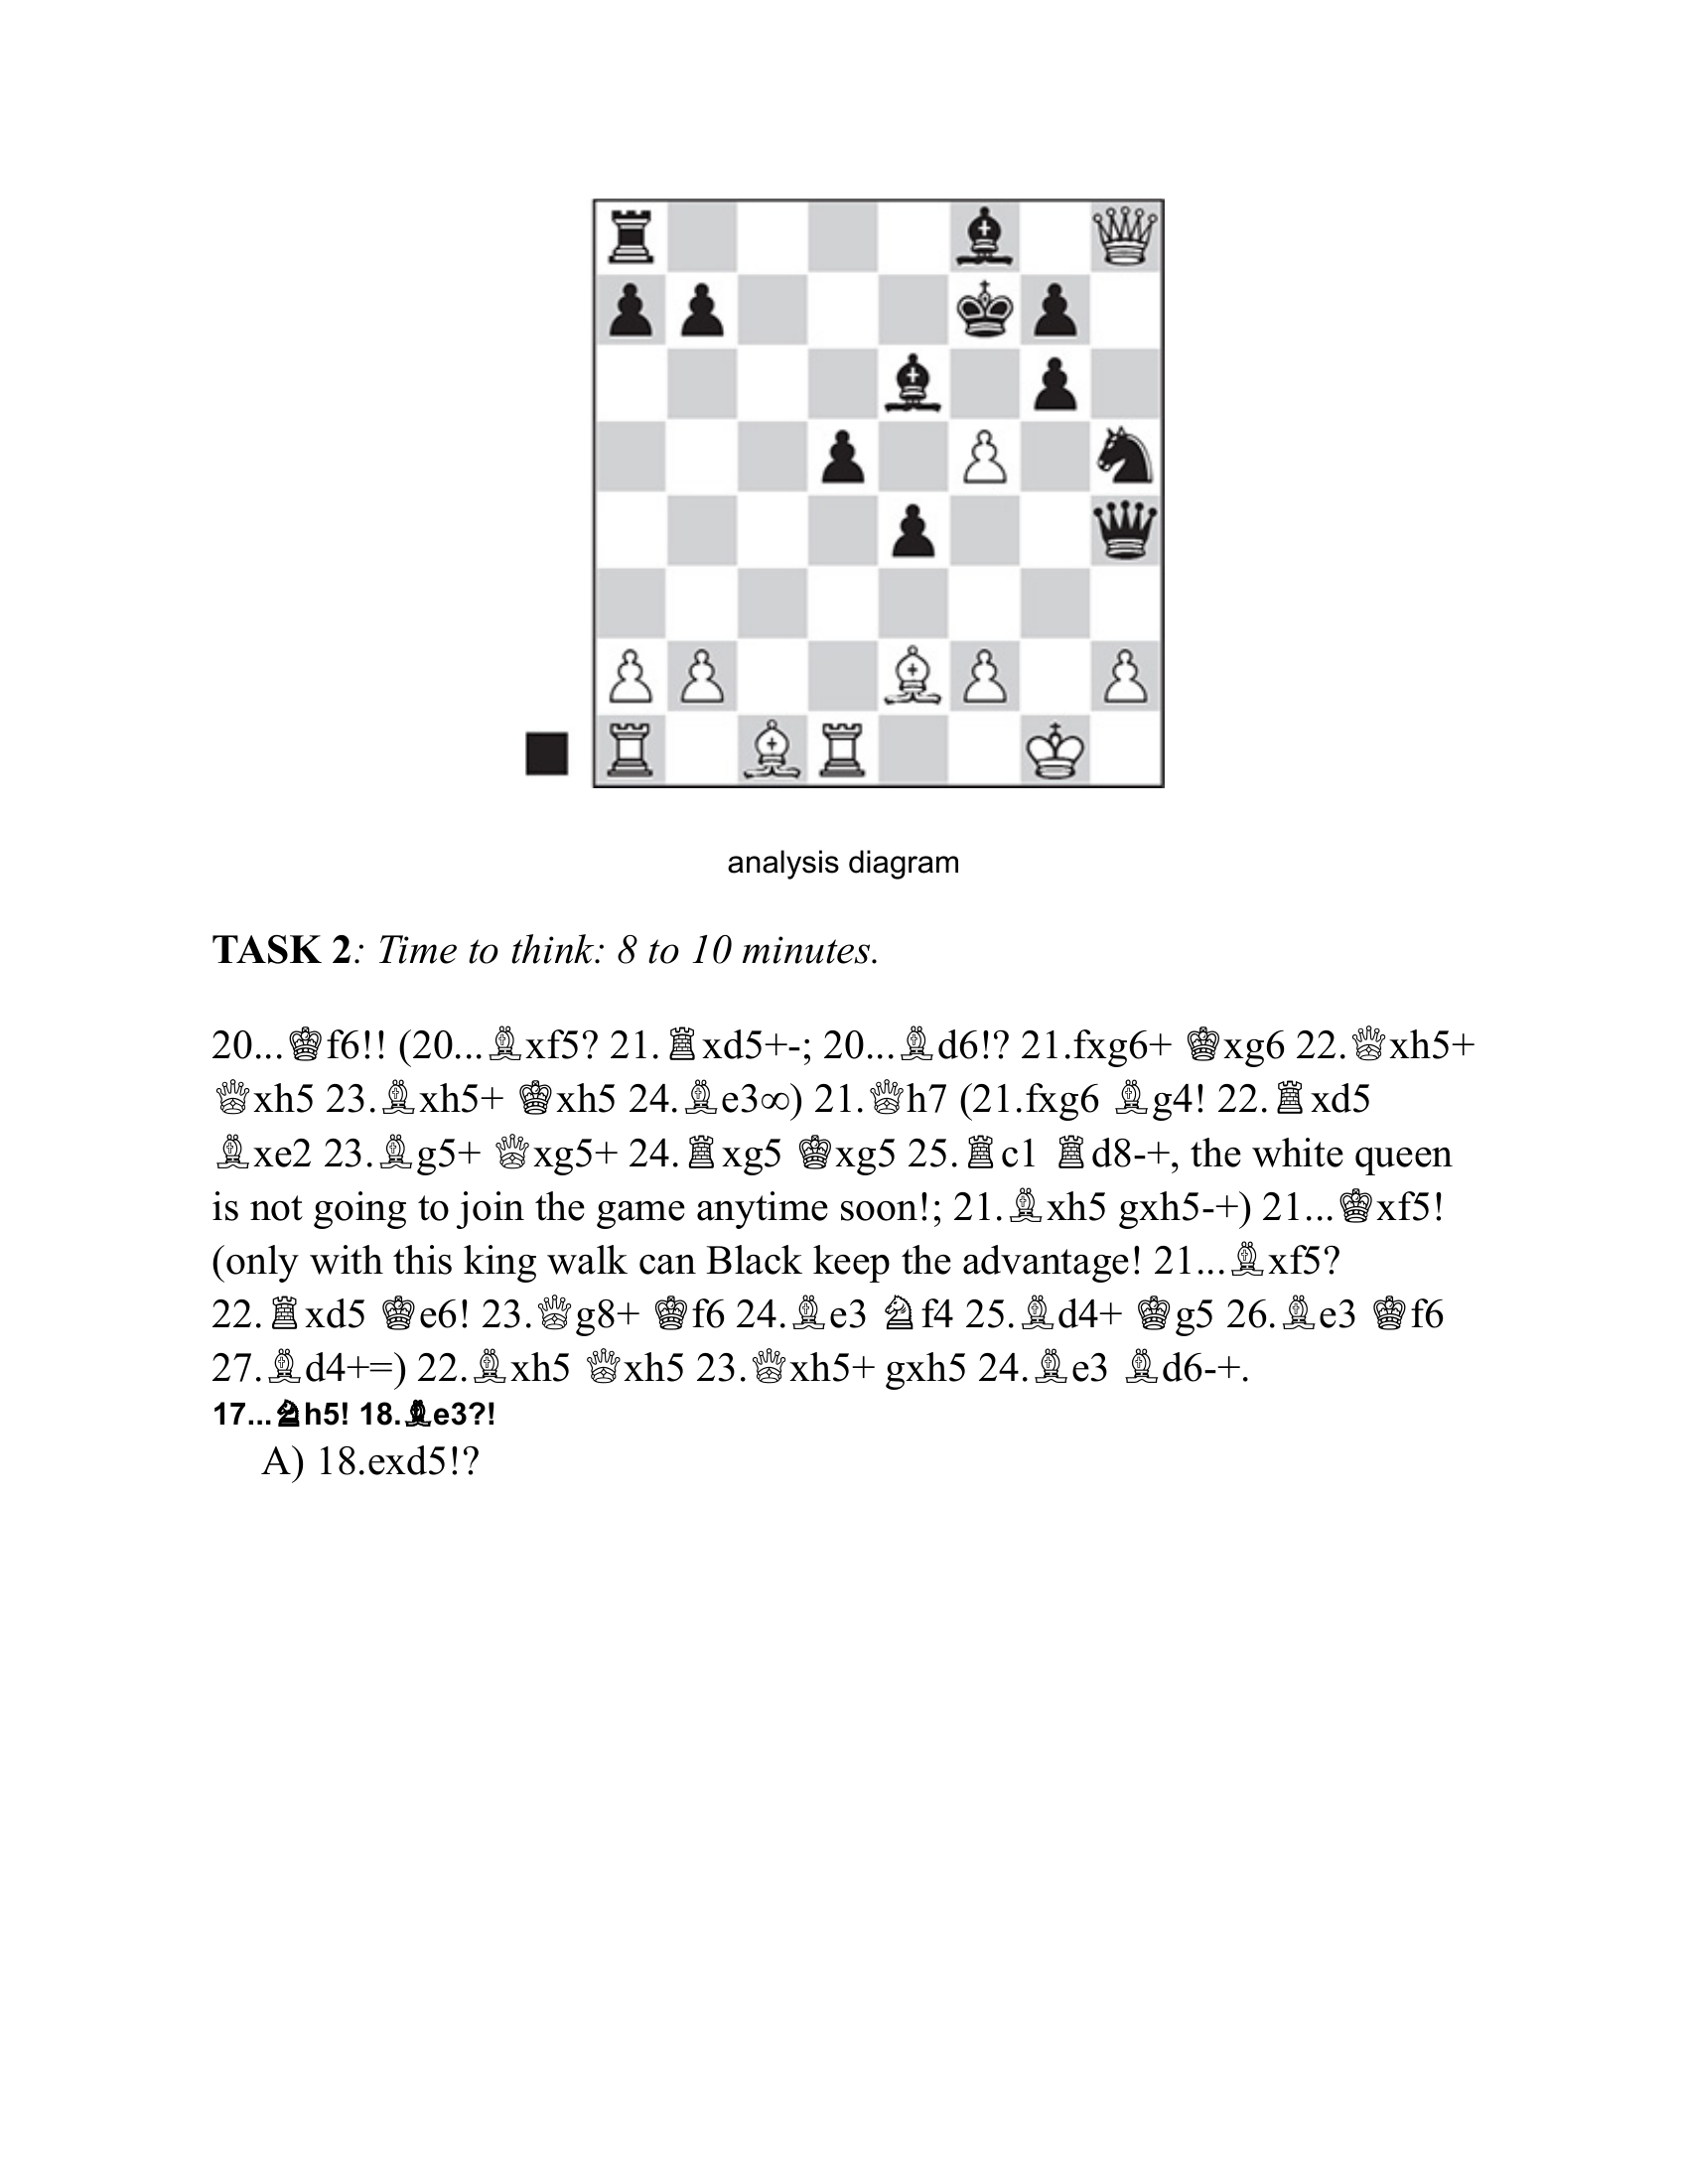 analysis diagram
TASK 2: Time to think: 8 to 10 minutes.
20...♔f6!! (20...♗xf5? 21.♖xd5+-; 20...♗d6!? 21.fxg6+ ♔xg6 22.♕xh5+
♕xh5 23.♗xh5+ ♔xh5 24.♗e3∞) 21.♕h7 (21.fxg6 ♗g4! 22.♖xd5
♗xe2 23.♗g5+ ♕xg5+ 24.♖xg5 ♔xg5 25.♖c1 ♖d8-+, the white queen
is not going to join the game anytime soon!; 21.♗xh5 gxh5-+) 21...♔xf5!
(only with this king walk can Black keep the advantage! 21...♗xf5?
22.♖xd5 ♔e6! 23.♕g8+ ♔f6 24.♗e3 ♘f4 25.♗d4+ ♔g5 26.♗e3 ♔f6
27.♗d4+=) 22.♗xh5 ♕xh5 23.♕xh5+ gxh5 24.♗e3 ♗d6-+.
17...♞h5! 18.♝e3?!
A) 18.exd5!?